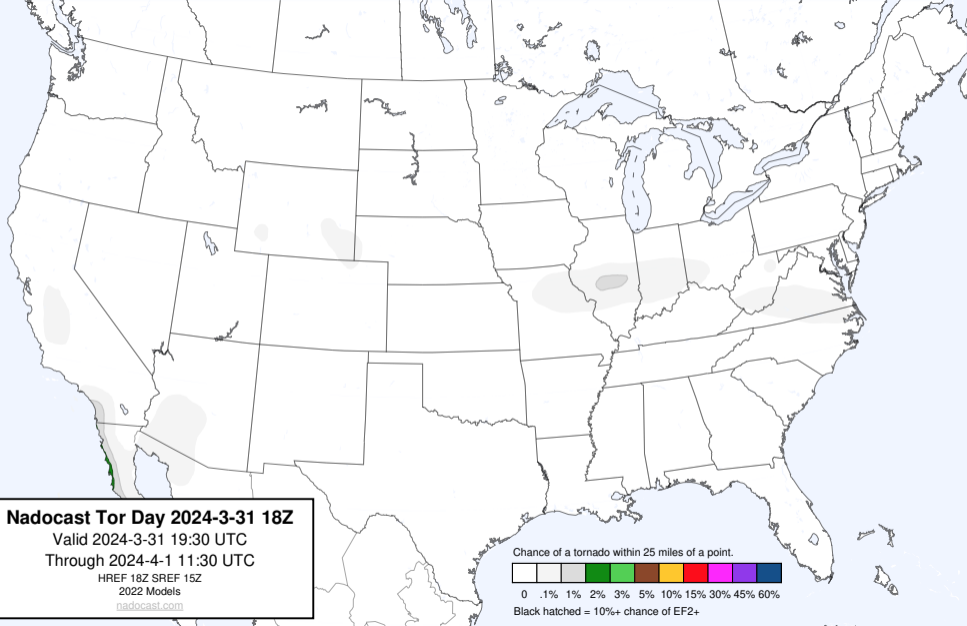 Nadocast Tor Day 2024-3-31 18Z
Valid 2024-3-31 19:30 UTC
Through 2024-4-1 11:30 UTC
HREF 18Z SREF 15Z
2022 Models
nadocast.com
Chance of a tornado within 25 miles of a point.
0 .1% 1% 2% 3% 5% 10% 15% 30% 45% 60%
Black hatched = 10%+ chance of EF2+